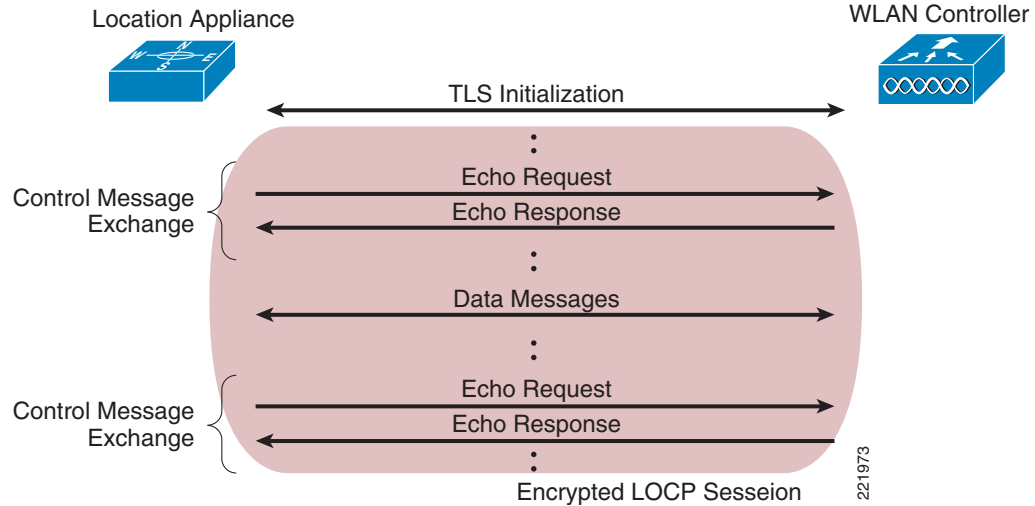 Location Appliance
WLAN Controller
N
W
E
S
TLS Initialization
Control Message
Exchange
Echo Request
Echo Response
Data Messages
Control Message
Exchange
Echo Request
Echo Response
Encrypted LOCP Sesseion
221973